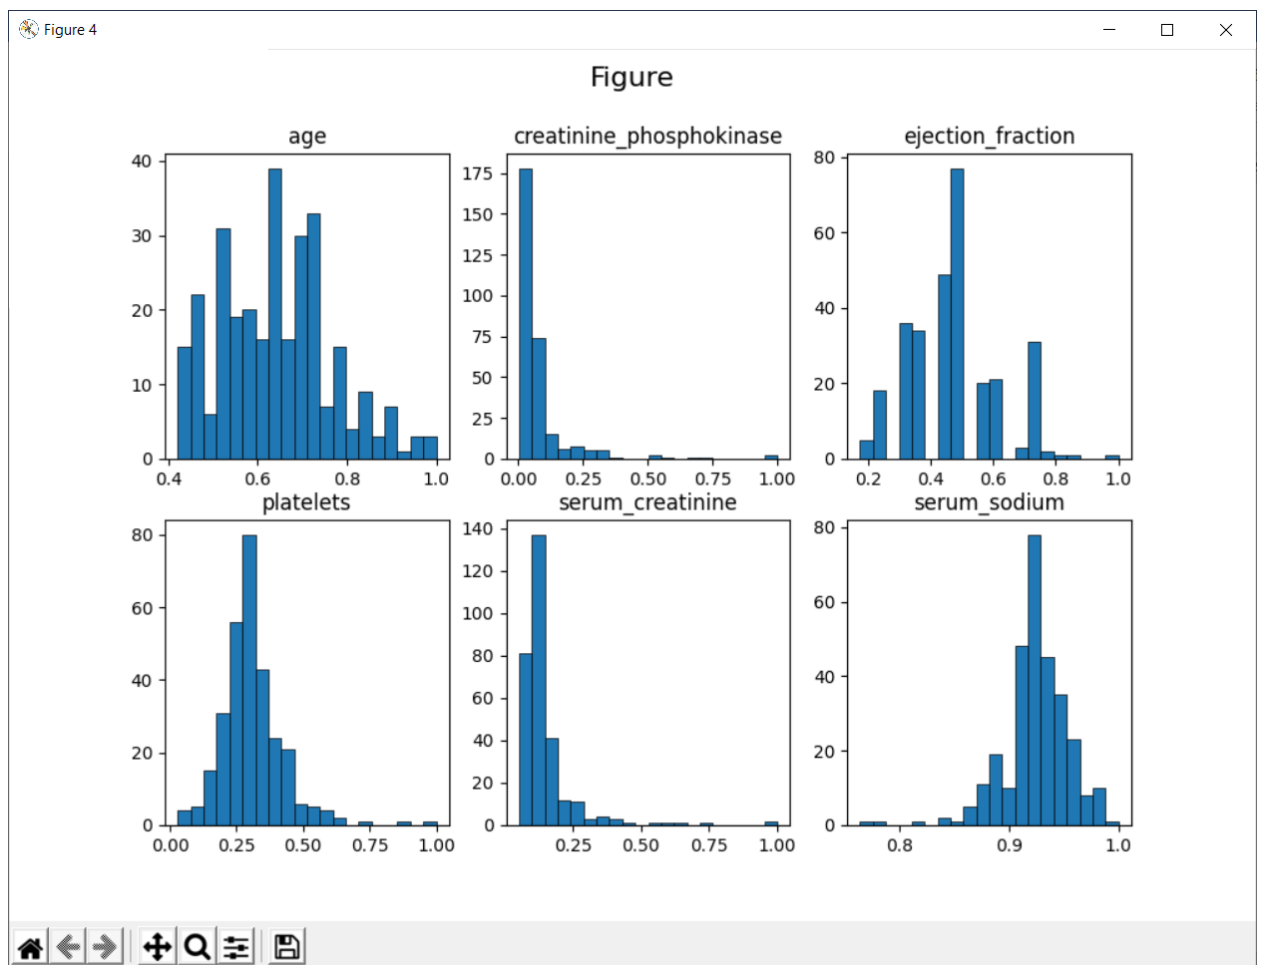 Figure 4
Figure
age
creatinine_phosphokinase
ejection_fraction
40
30
20
10
0
0.4 0.6 0.8 1.0
175
150
125
100
75
50
25
0
0.00 0.25 0.50 0.75 1.00
80
60
40
20
0
0.2 0.4 0.6 0.8 1.0
platelets
serum_creatinine
serum_sodium
80
60
40
20
0
0.00 0.25 0.50 0.75 1.00
140
120
100
80
60
40
20
0
0.25 0.50 0.75 1.00
80
60
40
20
0
0.8 0.9 1.0